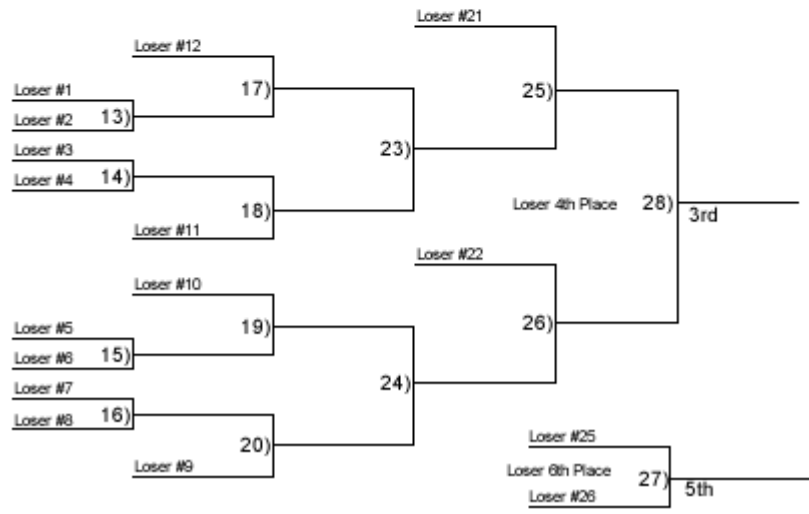 Loser #21
Loser #12
17)
25)
Loser #1
13)
Loser #2
23)
Loser #3
14)
Loser #4
18)
Loser 4th Place
28)
3rd
Loser #11
Loser #22
Loser #10
19)
26)
Loser #5
15)
Loser #6
24)
Loser #7
16)
Loser #8
20)
Loser #25
Loser #9
Loser 6th Place
27)
5th
Loser #26